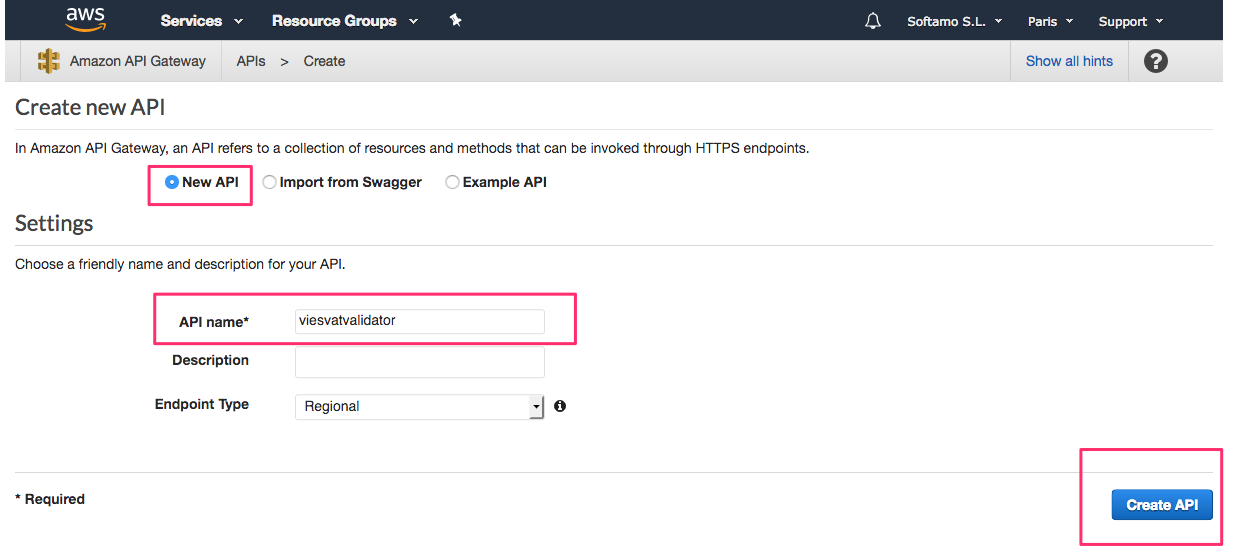 aws Services Resource Groups Softamo S.L. Paris Support
Amazon API Gateway APIs > Create Show all hints ?
Create new API
In Amazon API Gateway, an API refers to a collection of resources and methods that can be invoked through HTTPS endpoints.
New API Import from Swagger Example API
Settings
Choose a friendly name and description for your API.
API name* viesvatvalidator
Description
Endpoint Type Regional i
* Required
Create API